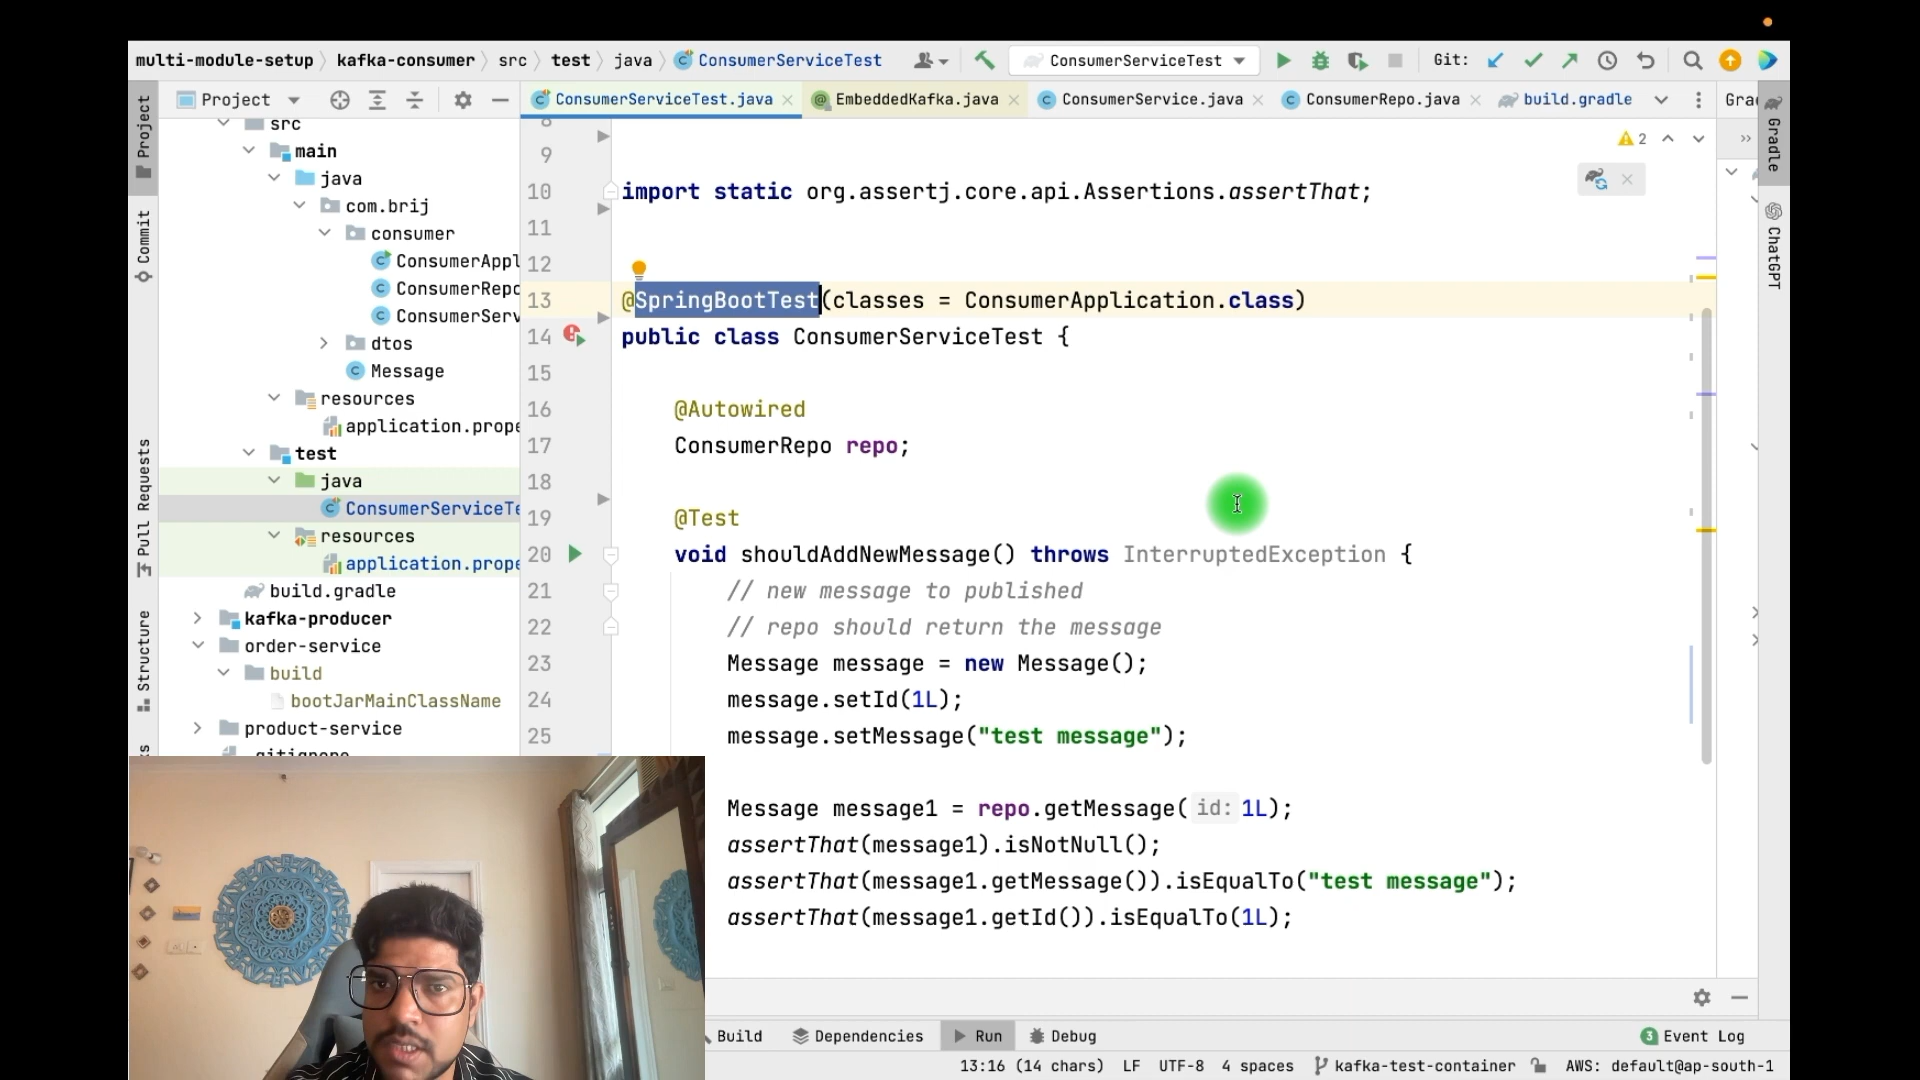 multi-module-setup kafka-consumer src test java ConsumerServiceTest
ConsumerServiceTest Git:
Project
ConsumerServiceTest.java EmbeddedKafka.java ConsumerService.java ConsumerRepo.java build.gradle
Project
Commit
Pull Requests
Structure
src
main
java
com.brij
consumer
ConsumerAppl
ConsumerRepo
ConsumerServ
dtos
Message
resources
application.prope
test
java
ConsumerServiceTe
resources
application.prope
build.gradle
kafka-producer
order-service
build
bootJarMainClassName
product-service
2
8
9
10 import static org.assertj.core.api.Assertions.assertThat;
11
12
13 @SpringBootTest(classes = ConsumerApplication.class)
14 public class ConsumerServiceTest {
15
16 @Autowired
17 ConsumerRepo repo;
18
19 @Test
20 void shouldAddNewMessage() throws InterruptedException {
21 // new message to published
22 // repo should return the message
23 Message message = new Message();
24 message.setId(1L);
25 message.setMessage("test message");
Message message1 = repo.getMessage( id: 1L);
assertThat(message1).isNotNull();
assertThat(message1.getMessage()).isEqualTo("test message");
assertThat(message1.getId()).isEqualTo(1L);
Gradle
ChatGPT
Build Dependencies Run Debug 3 Event Log
13:16 (14 chars) LF UTF-8 4 spaces kafka-test-container AWS: default@ap-south-1